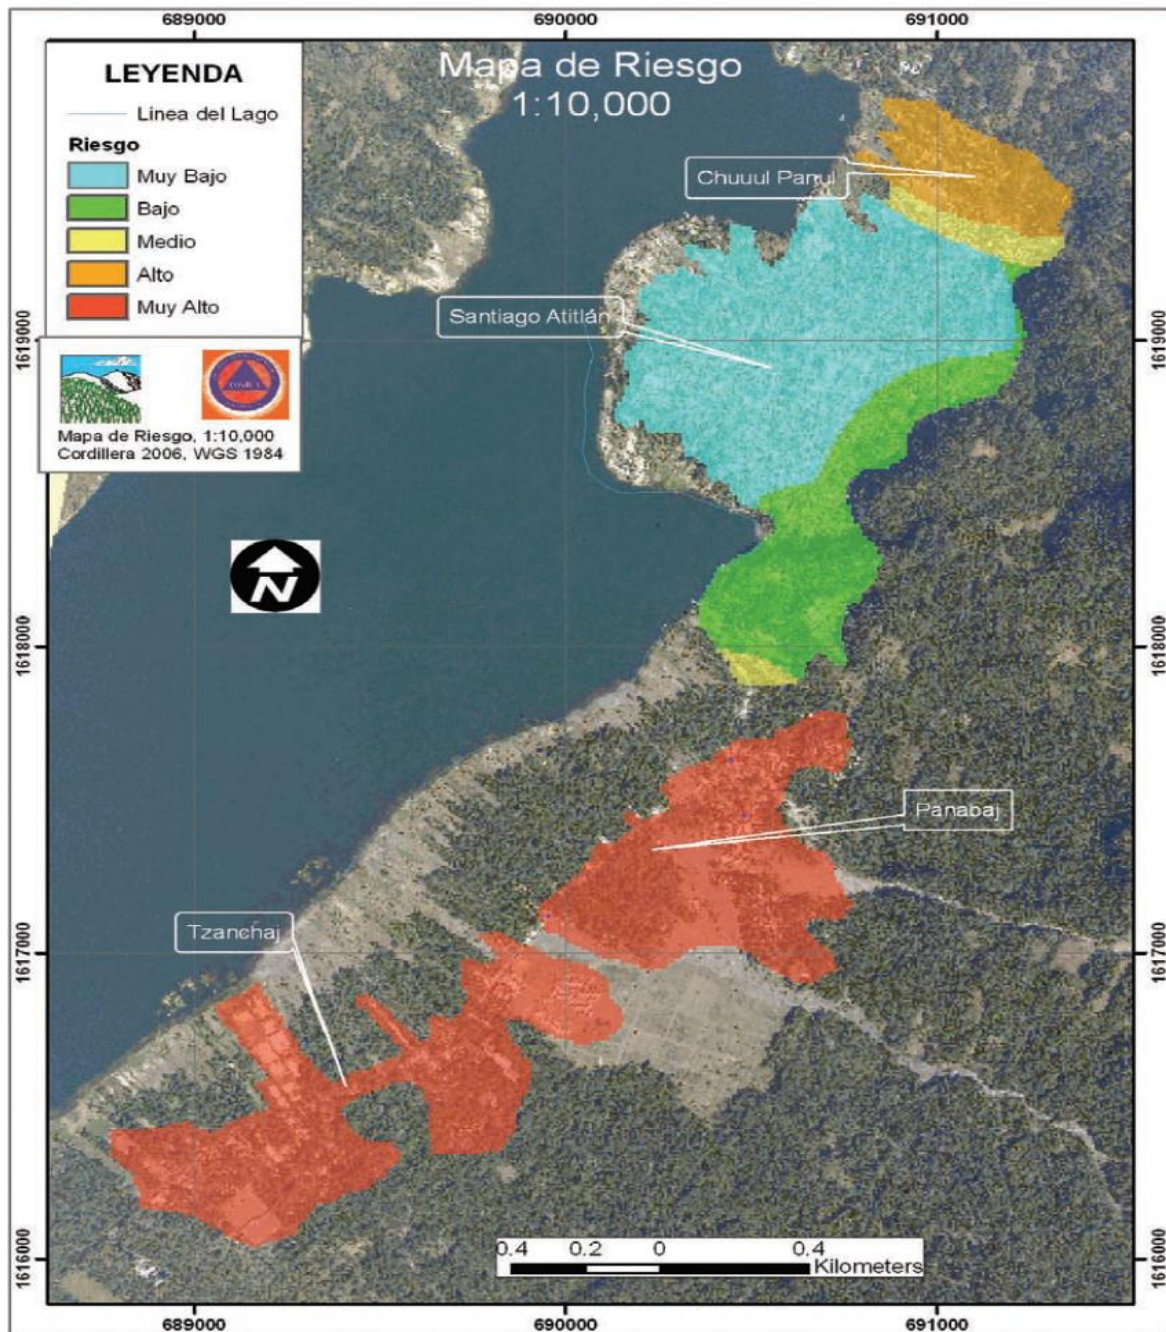 689000
690000
691000
LEYENDA
Linea del Lago
Riesgo
Muy Bajo
Bajo
Medio
Alto
Muy Alto
Mapa de Riesgo
1:10,000
Chuuul Panul
Santiago Atitlán
Mapa de Riesgo, 1:10,000
Cordillera 2006, WGS 1984
N
Panabaj
Tzanchaj
1619000
1618000
1617000
1616000
1619000
1618000
1617000
1616000
0.4 0.2 0 0.4
Kilometers
689000
690000
691000